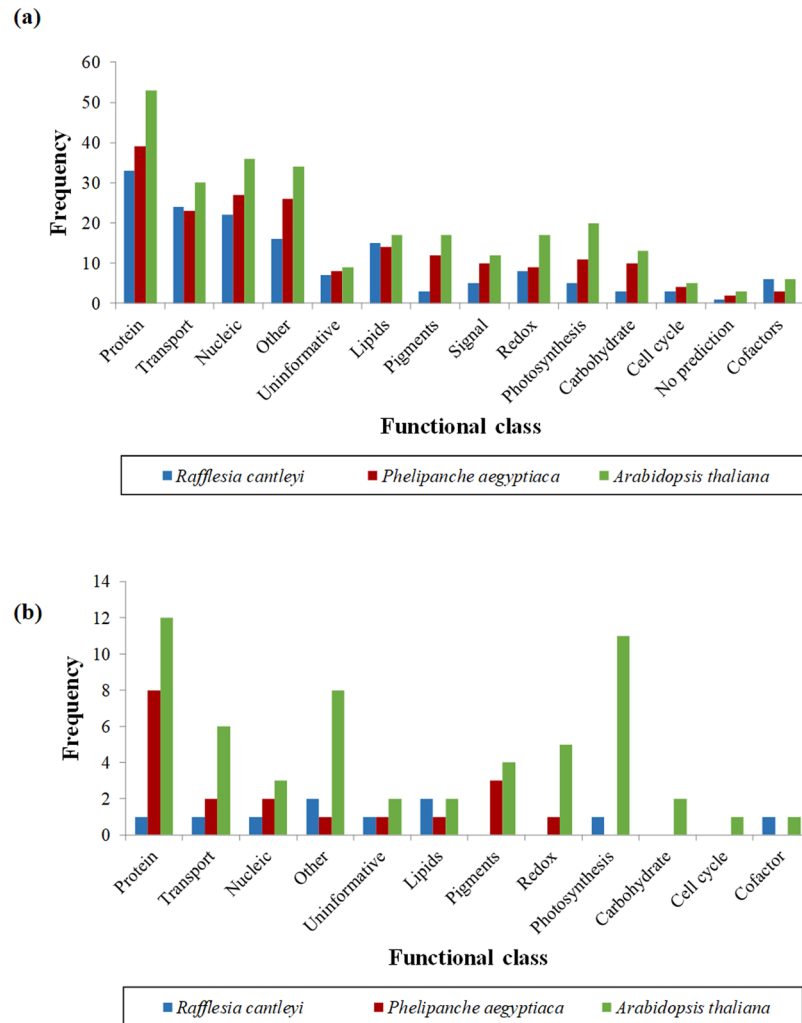 (a)
60
50
40
30
20
10
0
Frequency
Protein
Transport
Nucleic
Other
Uninformative
Lipids
Pigments
Signal
Redox
Photosynthesis
Carbohydrate
Cell cycle
No prediction
Cofactors
Functional class
Rafflesia cantleyi Phelipanche aegyptiaca Arabidopsis thaliana
(b)
14
12
10
8
6
4
2
0
Frequency
Protein
Transport
Nucleic
Other
Uninformative
Lipids
Pigments
Redox
Photosynthesis
Carbohydrate
Cell cycle
Cofactor
Functional class
Rafflesia cantleyi Phelipanche aegyptiaca Arabidopsis thaliana